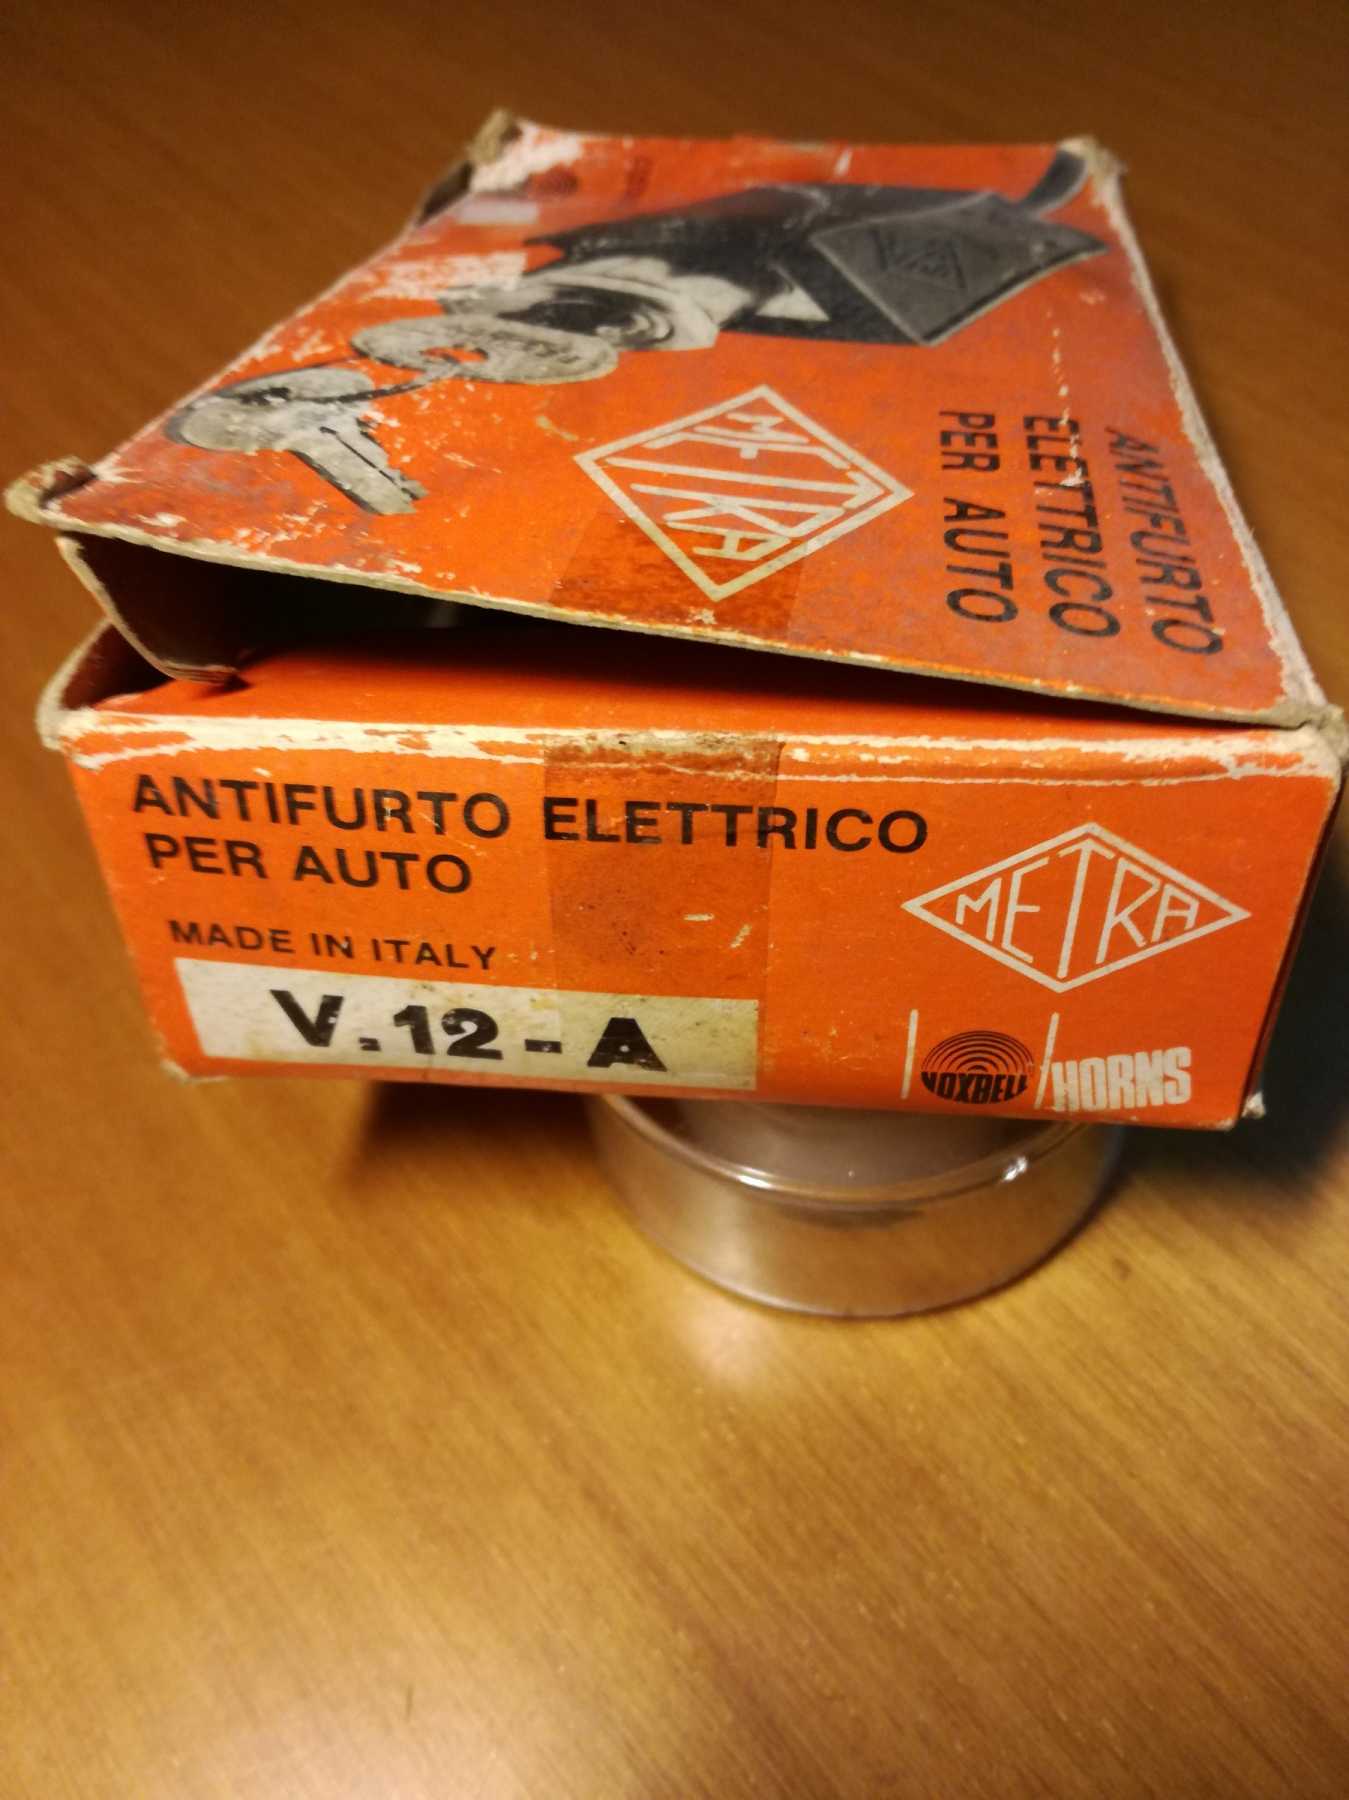 METRA
ANTIFURTO
ELETTRICO
PER AUTO
ANTIFURTO ELETTRICO
PER AUTO
MADE IN ITALY
V.12-A
METRA
VOXBELL HORNS